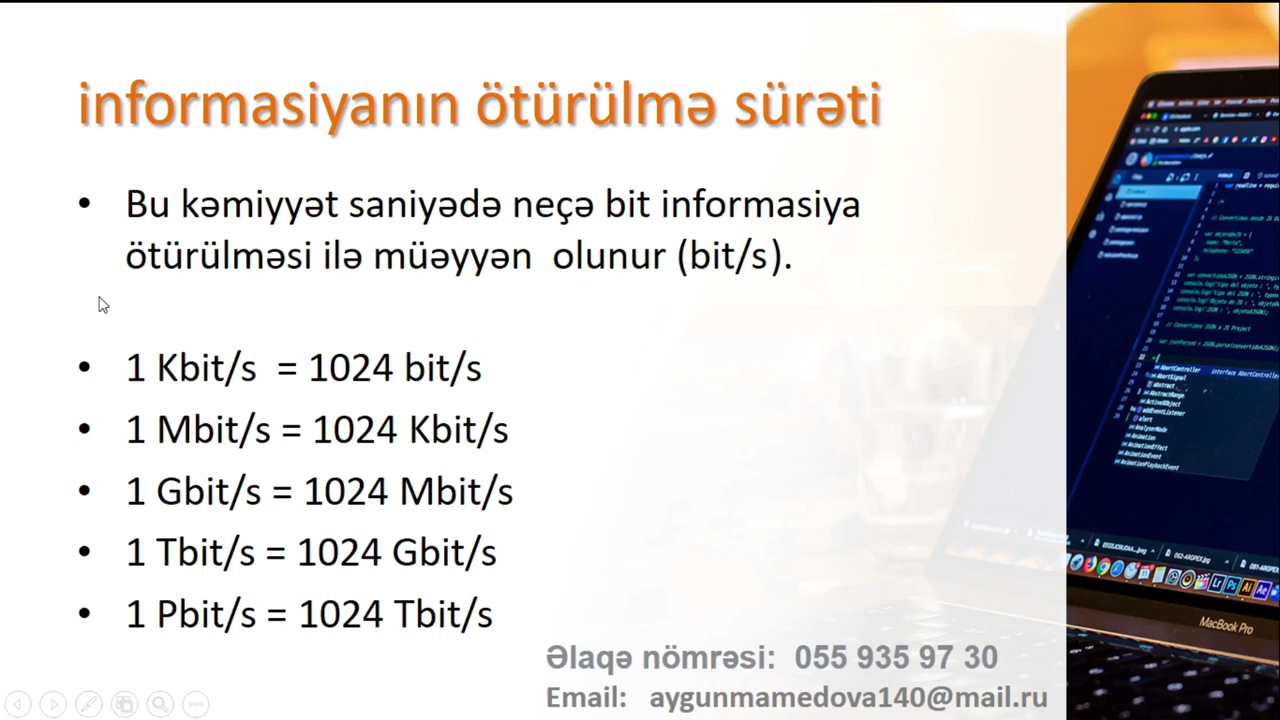 informasiyanın ötürülmə sürəti
• Bu kəmiyyət saniyədə neçə bit informasiya
ötürülməsi ilə müəyyən olunur (bit/s).
• 1 Kbit/s = 1024 bit/s
• 1 Mbit/s = 1024 Kbit/s
• 1 Gbit/s = 1024 Mbit/s
• 1 Tbit/s = 1024 Gbit/s
• 1 Pbit/s = 1024 Tbit/s
Əlaqə nömrəsi: 055 935 97 30
Email: aygunmamedova140@mail.ru
MacBook Pro